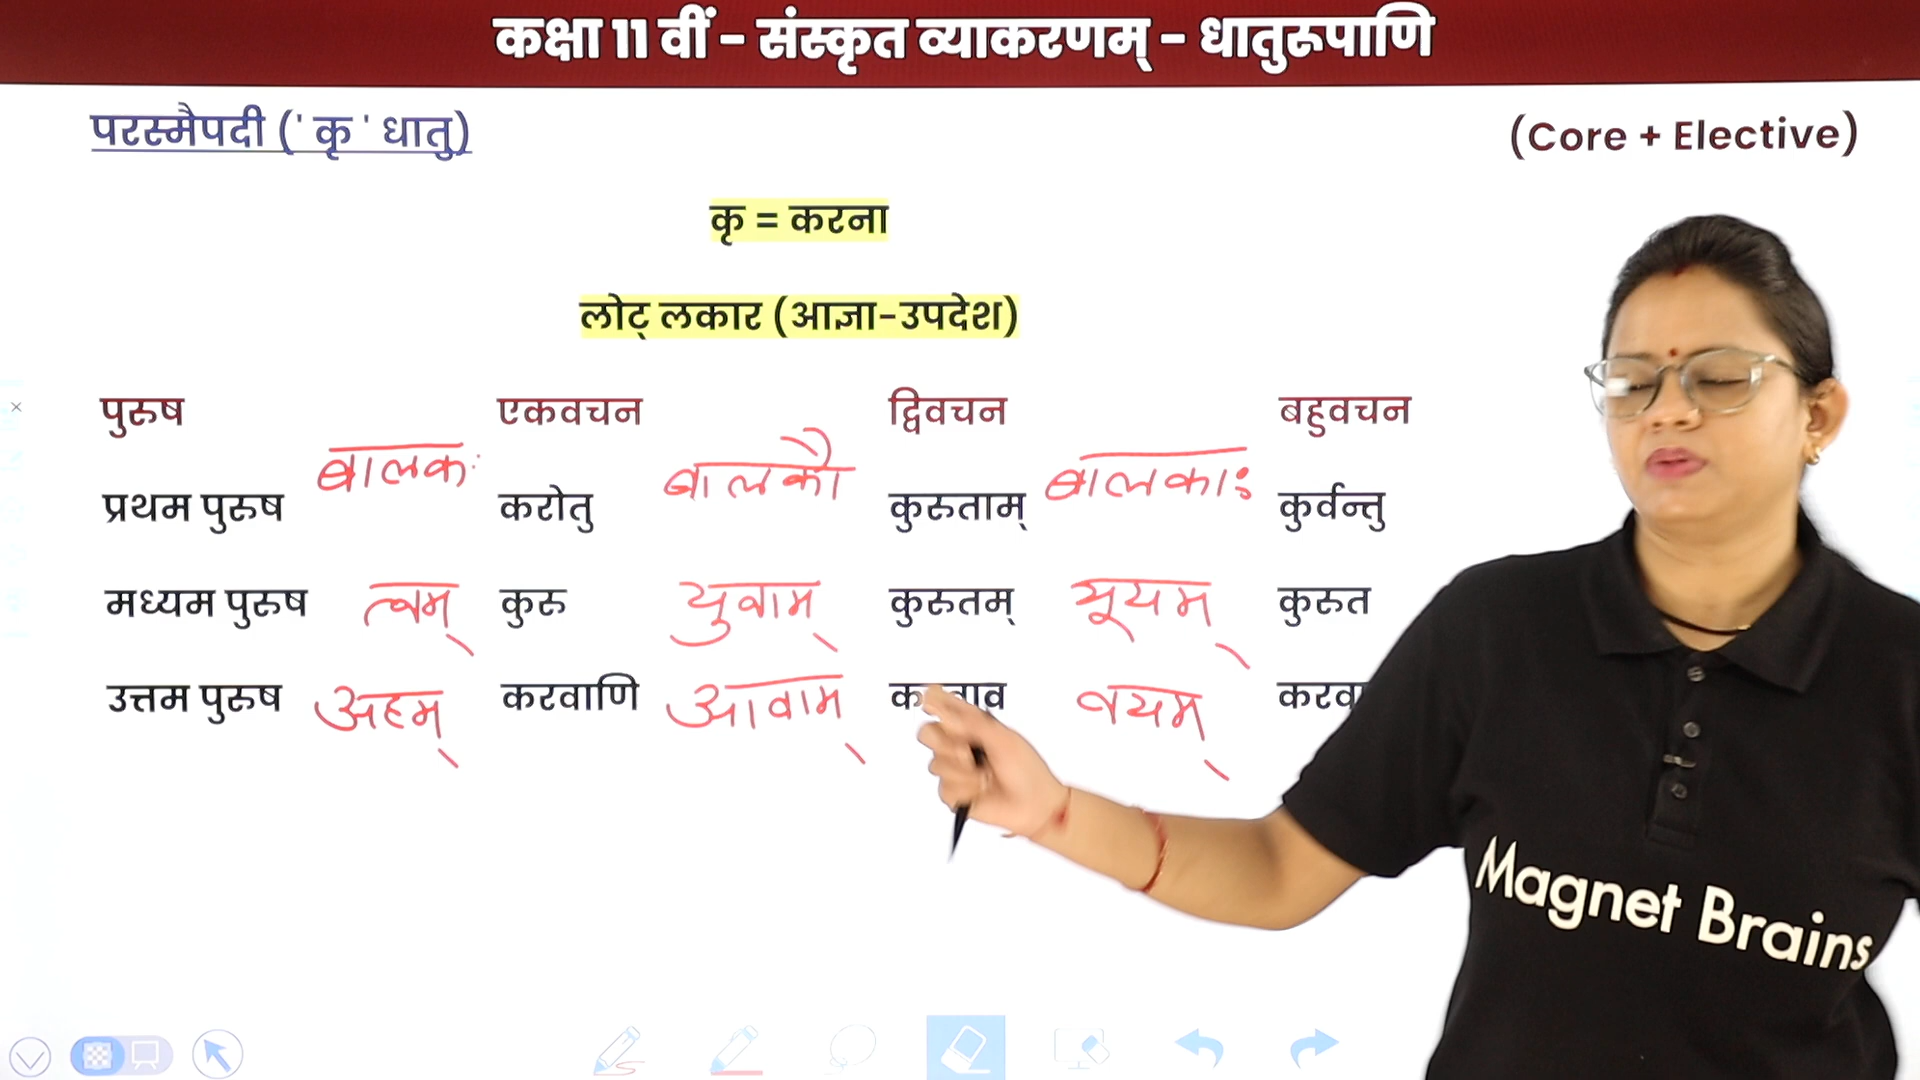 कक्षा 11 वीं - संस्कृत व्याकरणम् - धातुरूपाणि
परस्मैपदी (' कृ ' धातु)
(Core + Elective)
कृ = करना
लोट् लकार (आज्ञा-उपदेश)
पुरुष एकवचन द्विवचन बहुवचन
प्रथम पुरुष बालकः करोतु बालकौ कुरुताम् बालकाः कुर्वन्तु
मध्यम पुरुष त्वम् कुरु युवाम् कुरुतम् यूयम् कुरुत
उत्तम पुरुष अहम् करवाणि आवाम् वयम्
Magnet Brains